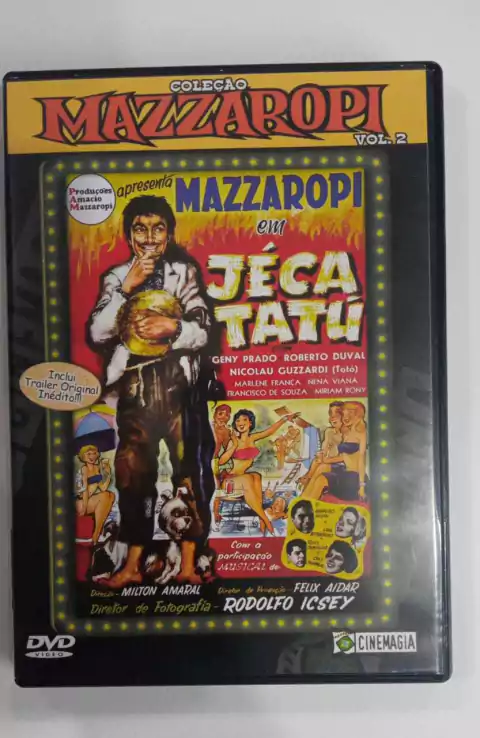 COLEÇÃO
MAZZAROPI
VOL. 2
Produções
Amacio
Mazzaropi
apresenta
MAZZAROPI
em
JÉCA
TATÚ
GENY PRADO ROBERTO DUVAL
NICOLAU GUZZARDI (Totó)
MARLENE FRANÇA NENA VIANA
FRANCISCO DE SOUZA MIRIAM RONY
Inclui
Trailer Original
Inédito!!!
Com a
participação
MUSICAL de
Direção - MILTON AMARAL
Diretor de Produção - FELIX AIDAR
Diretor de Fotografia - RODOLFO ICSEY
DVD
VIDEO
CINEMAGIA